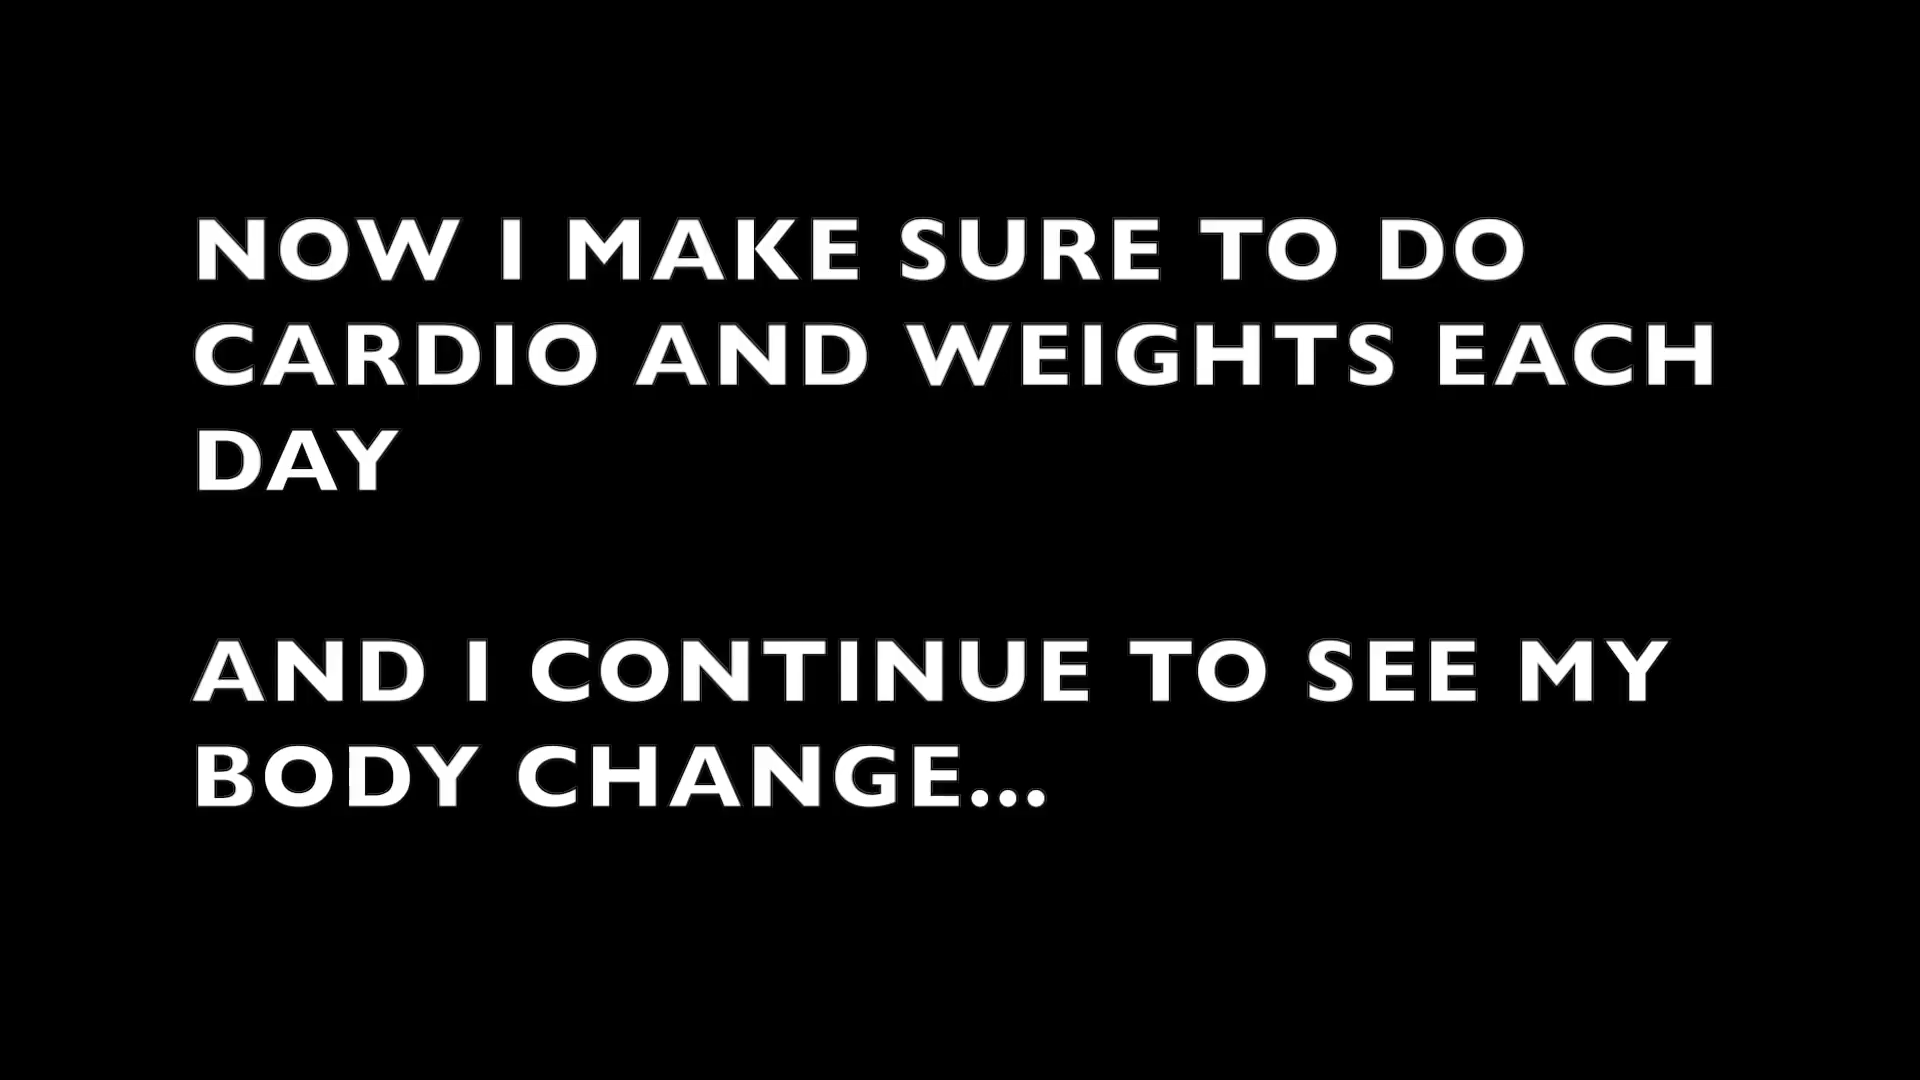 NOW I MAKE SURE TO DO
CARDIO AND WEIGHTS EACH
DAY
AND I CONTINUE TO SEE MY
BODY CHANGE...